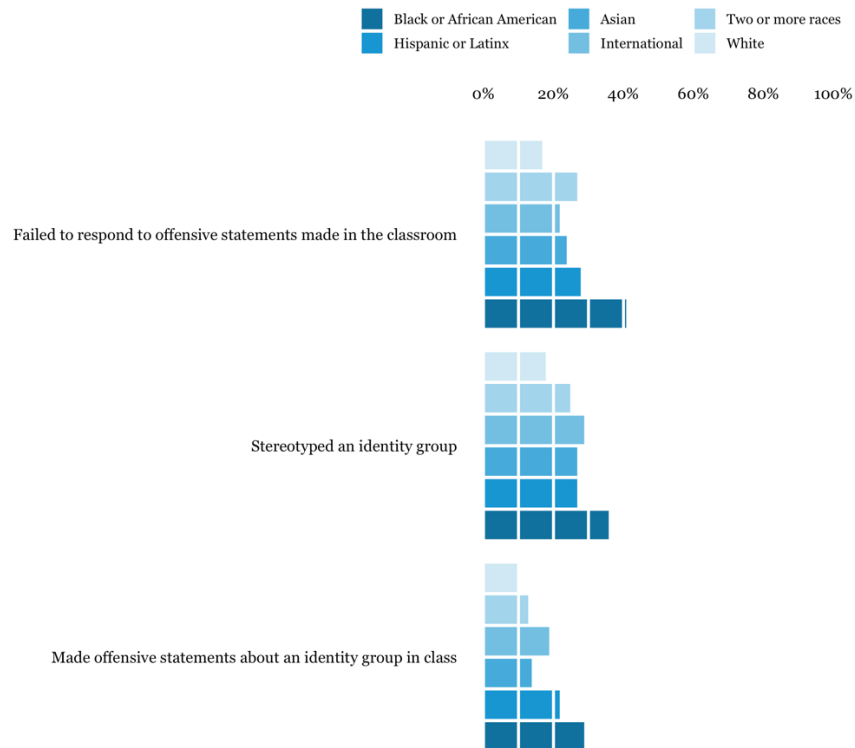 Black or African American Asian Two or more races
Hispanic or Latinx International White
0% 20% 40% 60% 80% 100%
Failed to respond to offensive statements made in the classroom
Stereotyped an identity group
Made offensive statements about an identity group in class